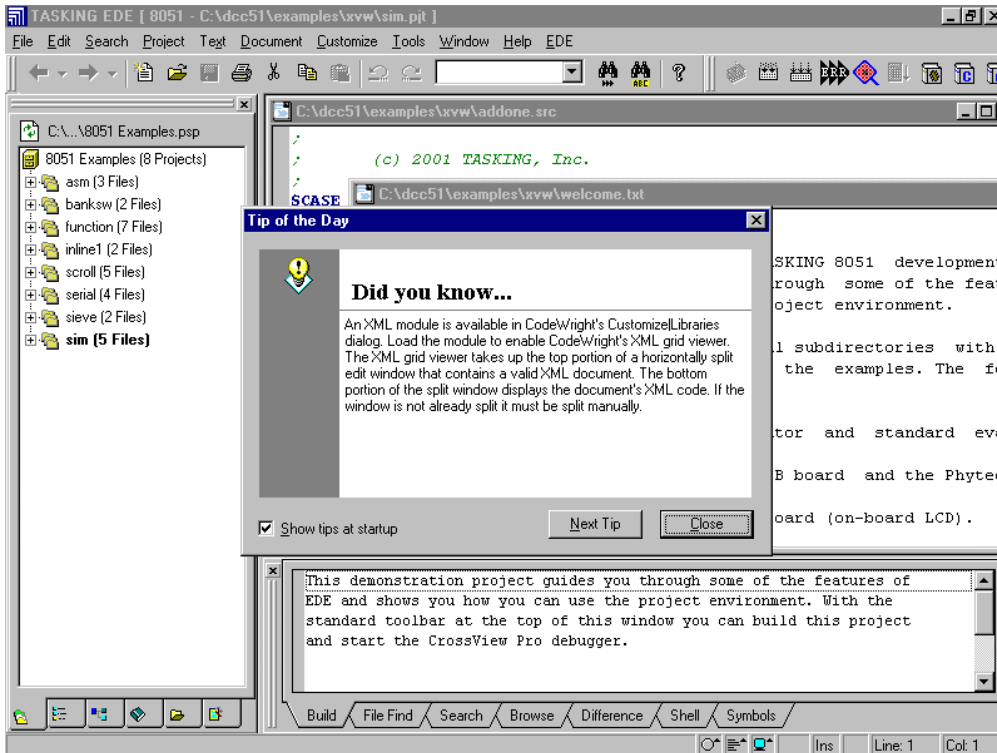 TASKING EDE [ 8051 - C:\dcc51\examples\xvw\sim.pjt ]
File Edit Search Project Text Document Customize Tools Window Help EDE
ERR
ABC
C:\...\8051 Examples.psp
8051 Examples (8 Projects)
asm (3 Files)
banksw (2 Files)
function (7 Files)
inline1 (2 Files)
scroll (5 Files)
serial (4 Files)
sieve (2 Files)
sim (5 Files)
C:\dcc51\examples\xvw\addone.src
;
; (c) 2001 TASKING, Inc.
;
$CASE
C:\dcc51\examples\xvw\welcome.txt
SKING 8051 development
rough some of the feat
oject environment.
l subdirectories with
the examples. The fo
tor and standard eva
B board and the Phytec
oard (on-board LCD).
Tip of the Day
Did you know...
An XML module is available in CodeWright's Customize|Libraries
dialog. Load the module to enable CodeWright's XML grid viewer.
The XML grid viewer takes up the top portion of a horizontally split
edit window that contains a valid XML document. The bottom
portion of the split window displays the document's XML code. If the
window is not already split it must be split manually.
Show tips at startup
Next Tip
Close
This demonstration project guides you through some of the features of
EDE and shows you how you can use the project environment. With the
standard toolbar at the top of this window you can build this project
and start the CrossView Pro debugger.
Build File Find Search Browse Difference Shell Symbols
Ins Line: 1 Col: 1